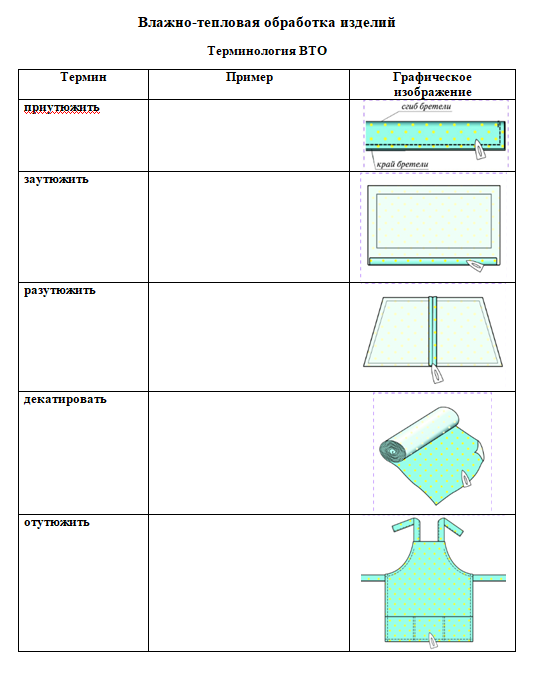 Влажно-тепловая обработка изделий
Терминология ВТО
Термин Пример Графическое
изображение
приутюжить
сгиб бретели
край бретели
заутюжить
разутюжить
декатировать
отутюжить